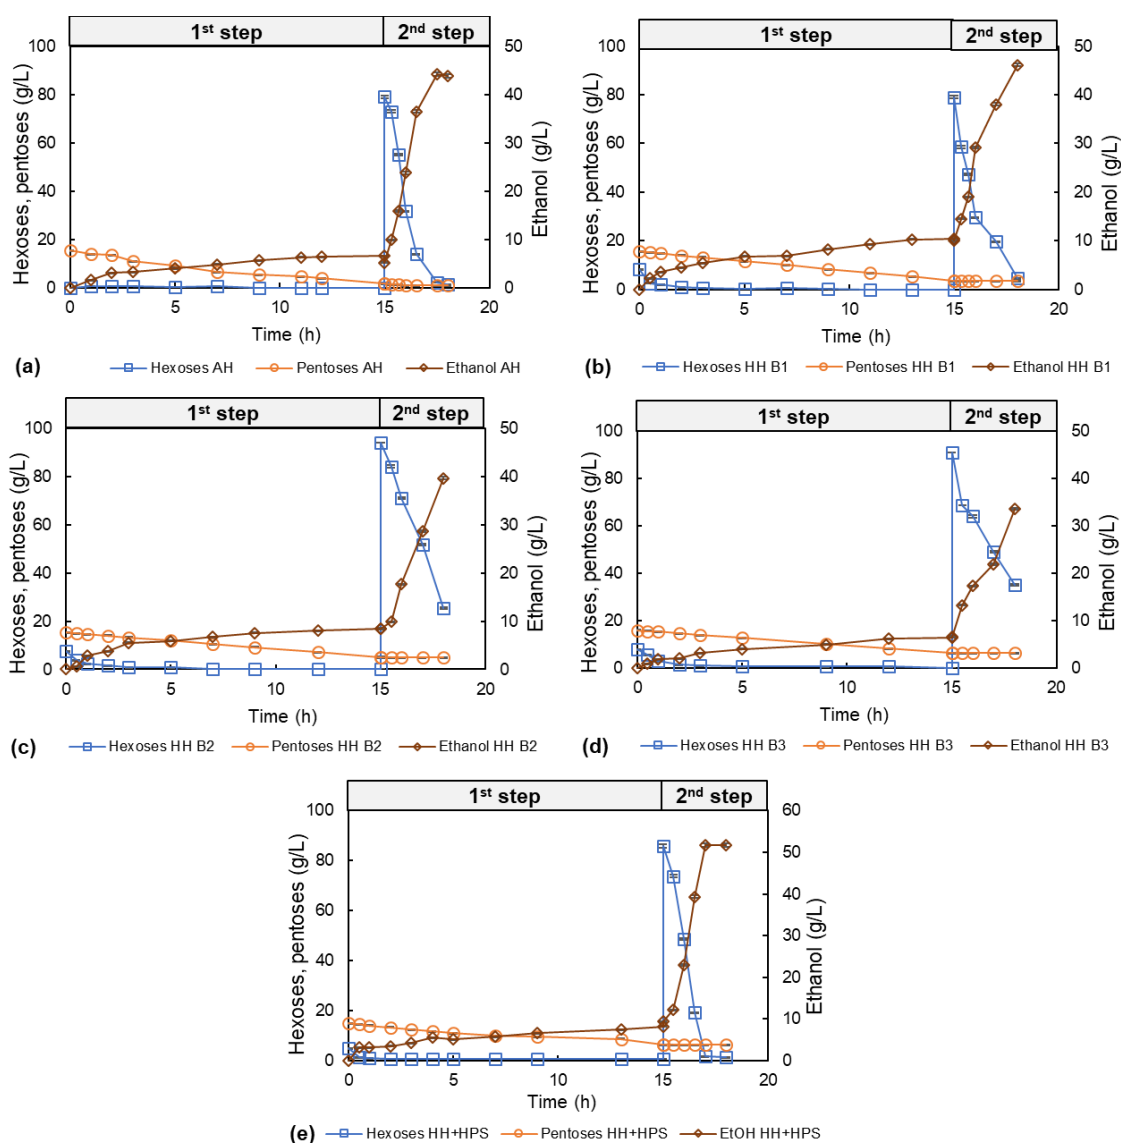 1st step 2nd step
100 80 60 40 20 0
Hexoses, pentoses (g/L)
50 40 30 20 10 0
Ethanol (g/L)
0 5 10 15 20
Time (h)
(a) Hexoses AH Pentoses AH Ethanol AH
1st step 2nd step
100 80 60 40 20 0
Hexoses, pentoses (g/L)
50 40 30 20 10 0
Ethanol (g/L)
0 5 10 15 20
Time (h)
(b) Hexoses HH B1 Pentoses HH B1 Ethanol HH B1
1st step 2nd step
100 80 60 40 20 0
Hexoses, pentoses (g/L)
50 40 30 20 10 0
Ethanol (g/L)
0 5 10 15 20
Time (h)
(c) Hexoses HH B2 Pentoses HH B2 Ethanol HH B2
1st step 2nd step
100 80 60 40 20 0
Hexoses, pentoses (g/L)
50 40 30 20 10 0
Ethanol (g/L)
0 5 10 15 20
Time (h)
(d) Hexoses HH B3 Pentoses HH B3 Ethanol HH B3
1st step 2nd step
100 80 60 40 20 0
Hexoses, pentoses (g/L)
60 50 40 30 20 10 0
Ethanol (g/L)
0 5 10 15 20
Time (h)
(e) Hexoses HH+HPS Pentoses HH+HPS EtOH HH+HPS